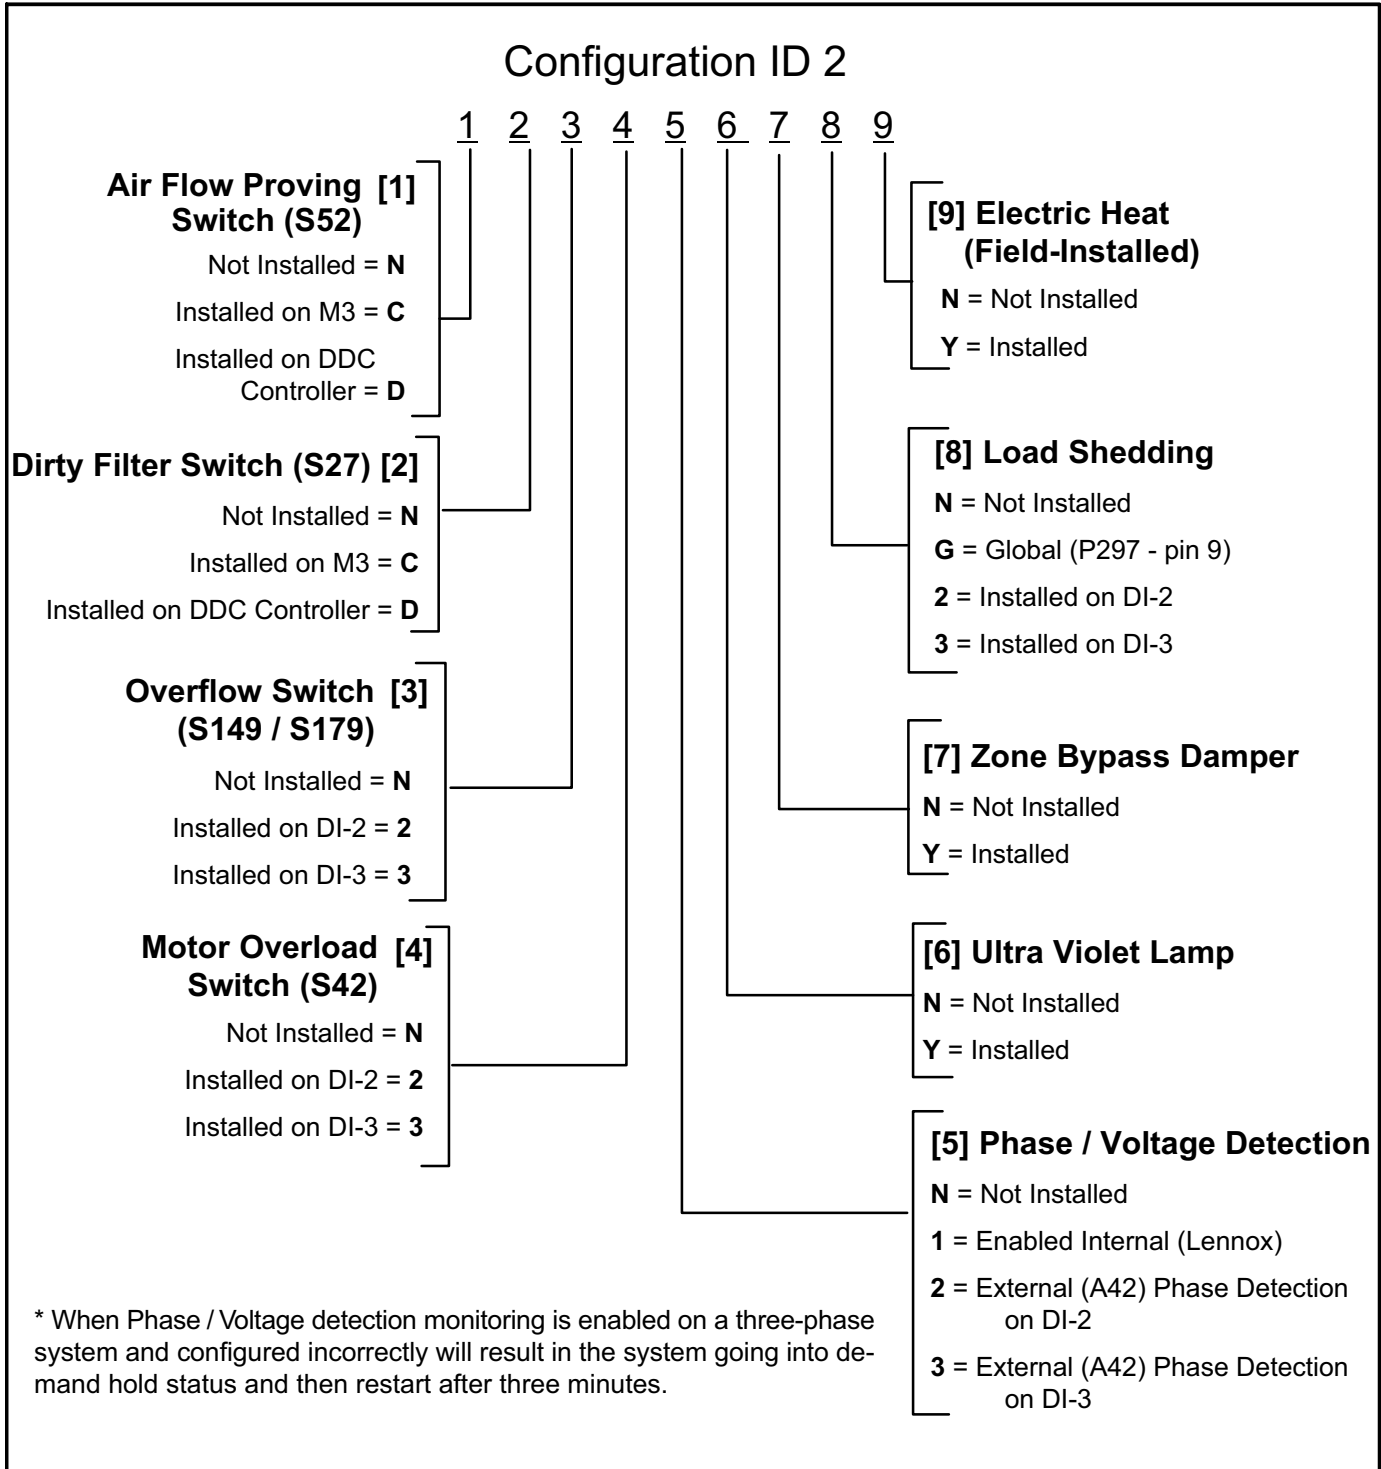 Configuration ID 2
1 2 3 4 5 6 7 8 9
Air Flow Proving [1]
Switch (S52)
Not Installed = N
Installed on M3 = C
Installed on DDC
Controller = D
Dirty Filter Switch (S27) [2]
Not Installed = N
Installed on M3 = C
Installed on DDC Controller = D
Overflow Switch [3]
(S149 / S179)
Not Installed = N
Installed on DI-2 = 2
Installed on DI-3 = 3
Motor Overload [4]
Switch (S42)
Not Installed = N
Installed on DI-2 = 2
Installed on DI-3 = 3
[9] Electric Heat
(Field-Installed)
N = Not Installed
Y = Installed
[8] Load Shedding
N = Not Installed
G = Global (P297 - pin 9)
2 = Installed on DI-2
3 = Installed on DI-3
[7] Zone Bypass Damper
N = Not Installed
Y = Installed
[6] Ultra Violet Lamp
N = Not Installed
Y = Installed
[5] Phase / Voltage Detection
N = Not Installed
1 = Enabled Internal (Lennox)
2 = External (A42) Phase Detection
on DI-2
3 = External (A42) Phase Detection
on DI-3
* When Phase / Voltage detection monitoring is enabled on a three-phase
system and configured incorrectly will result in the system going into de-
mand hold status and then restart after three minutes.